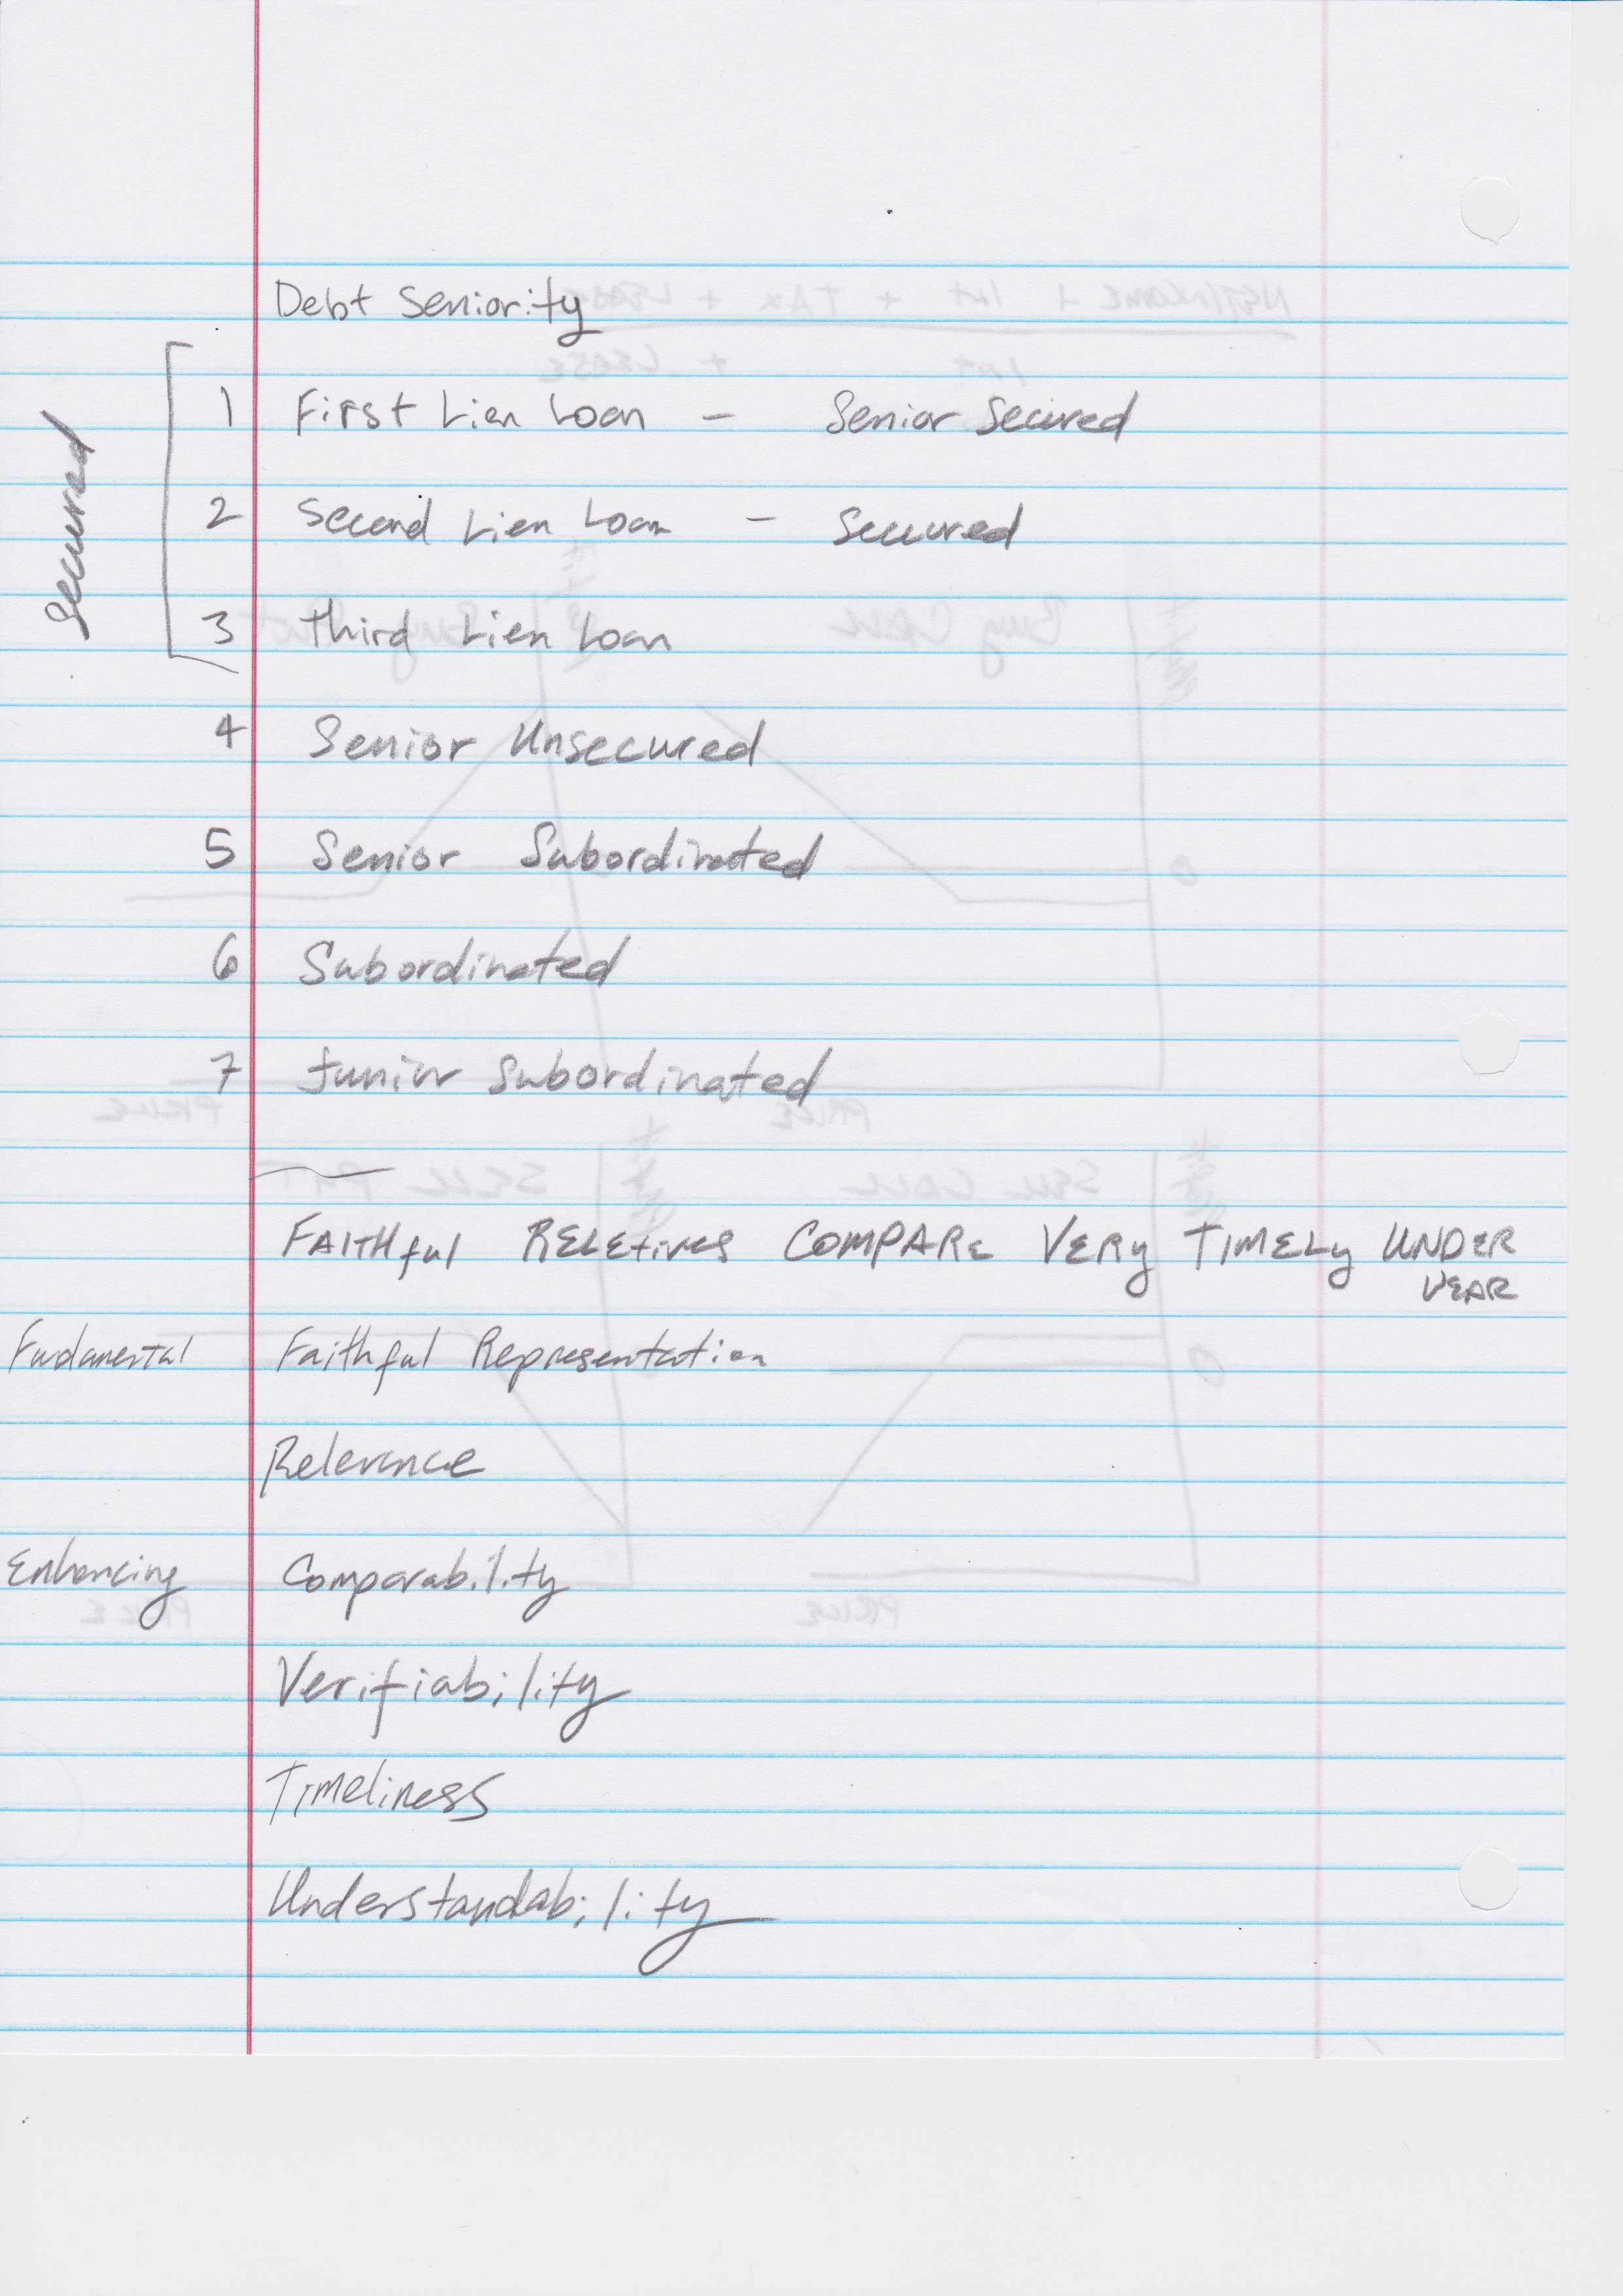 Debt Seniority
Secured
1 First Lien Loan - Senior Secured
2 Second Lien Loan - Secured
3 Third Lien Loan
4 Senior Unsecured
5 Senior Subordinated
6 Subordinated
7 Junior Subordinated
FAITHful RELETIVES COMPARE VERY TIMELY UNDER
WEAR
Fudamental Faithful Representation
Relevance
Enhancing Comparability
Verifiability
Timeliness
Understandability